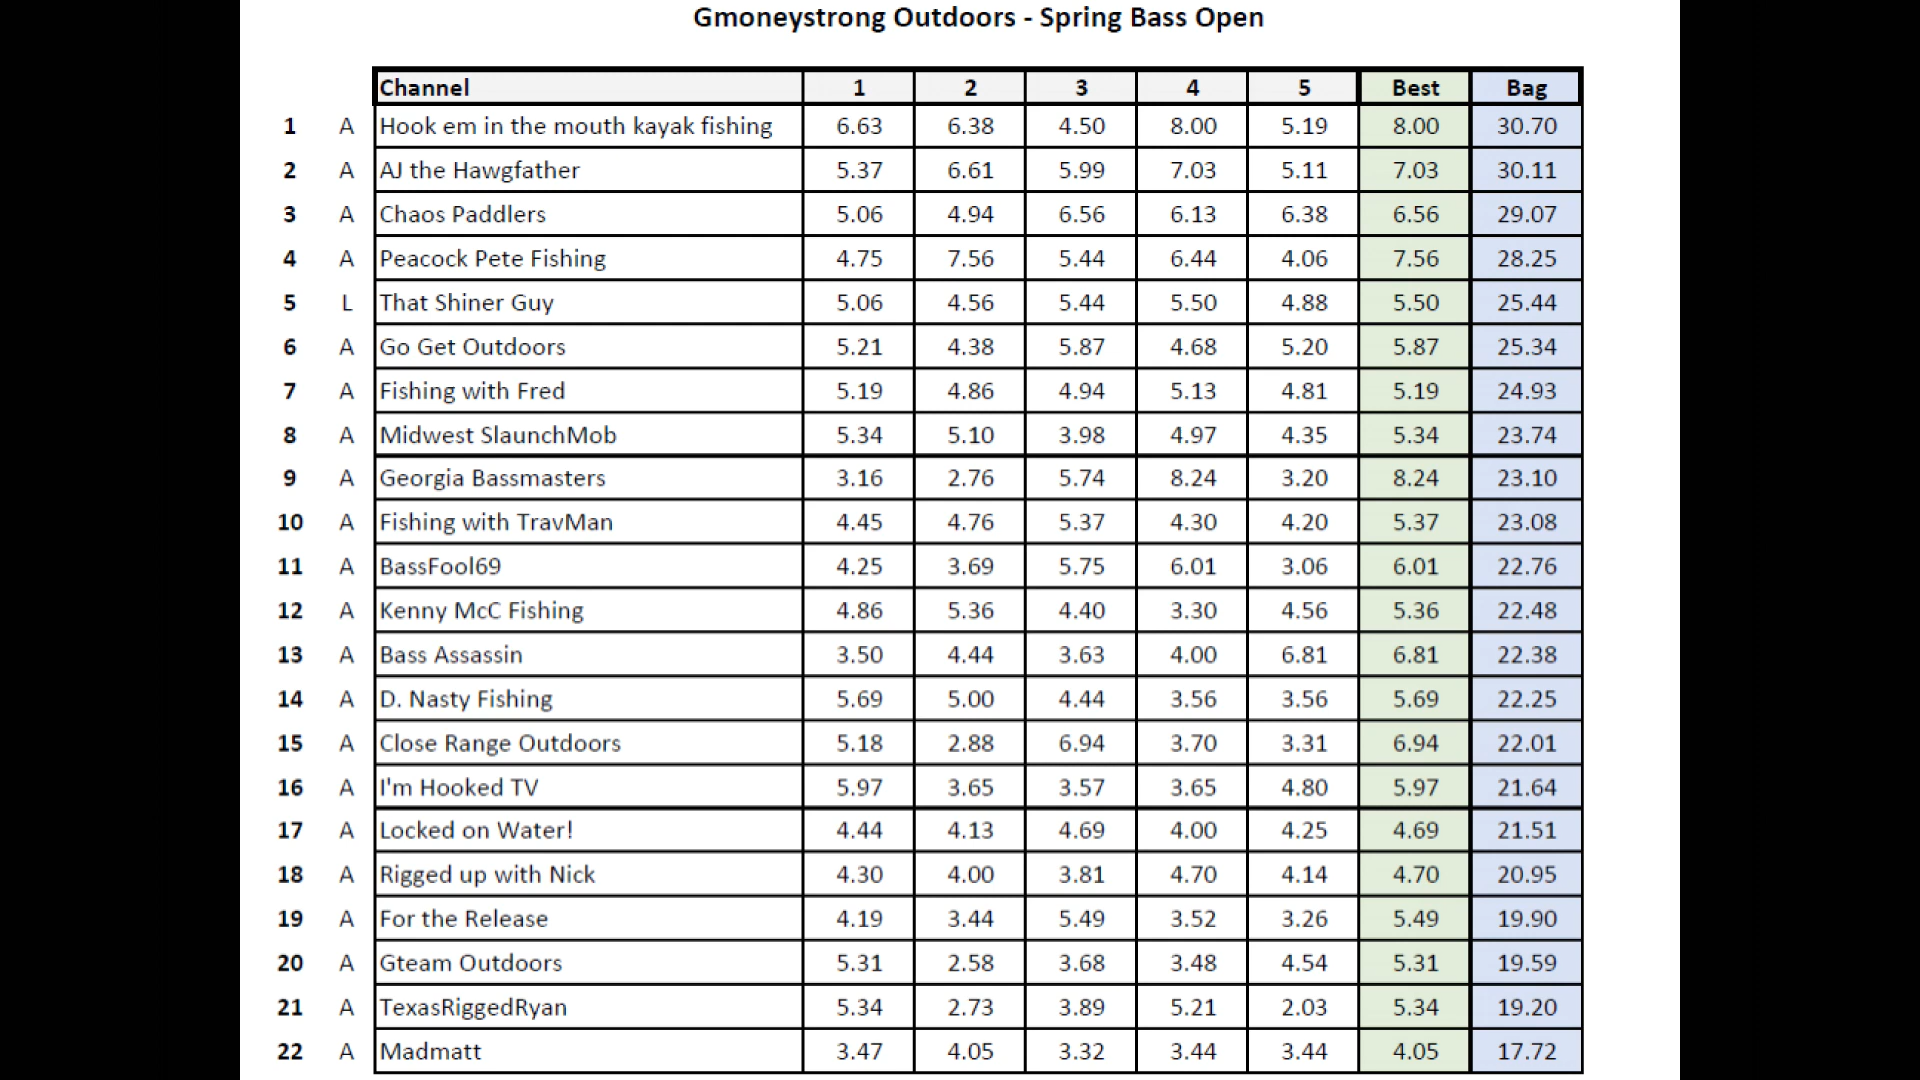 Gmoneystrong Outdoors - Spring Bass Open
Channel 1 2 3 4 5 Best Bag
1 A Hook em in the mouth kayak fishing 6.63 6.38 4.50 8.00 5.19 8.00 30.70
2 A AJ the Hawgfather 5.37 6.61 5.99 7.03 5.11 7.03 30.11
3 A Chaos Paddlers 5.06 4.94 6.56 6.13 6.38 6.56 29.07
4 A Peacock Pete Fishing 4.75 7.56 5.44 6.44 4.06 7.56 28.25
5 L That Shiner Guy 5.06 4.56 5.44 5.50 4.88 5.50 25.44
6 A Go Get Outdoors 5.21 4.38 5.87 4.68 5.20 5.87 25.34
7 A Fishing with Fred 5.19 4.86 4.94 5.13 4.81 5.19 24.93
8 A Midwest SlaunchMob 5.34 5.10 3.98 4.97 4.35 5.34 23.74
9 A Georgia Bassmasters 3.16 2.76 5.74 8.24 3.20 8.24 23.10
10 A Fishing with TravMan 4.45 4.76 5.37 4.30 4.20 5.37 23.08
11 A BassFool69 4.25 3.69 5.75 6.01 3.06 6.01 22.76
12 A Kenny McC Fishing 4.86 5.36 4.40 3.30 4.56 5.36 22.48
13 A Bass Assassin 3.50 4.44 3.63 4.00 6.81 6.81 22.38
14 A D. Nasty Fishing 5.69 5.00 4.44 3.56 3.56 5.69 22.25
15 A Close Range Outdoors 5.18 2.88 6.94 3.70 3.31 6.94 22.01
16 A I'm Hooked TV 5.97 3.65 3.57 3.65 4.80 5.97 21.64
17 A Locked on Water! 4.44 4.13 4.69 4.00 4.25 4.69 21.51
18 A Rigged up with Nick 4.30 4.00 3.81 4.70 4.14 4.70 20.95
19 A For the Release 4.19 3.44 5.49 3.52 3.26 5.49 19.90
20 A Gteam Outdoors 5.31 2.58 3.68 3.48 4.54 5.31 19.59
21 A TexasRiggedRyan 5.34 2.73 3.89 5.21 2.03 5.34 19.20
22 A Madmatt 3.47 4.05 3.32 3.44 3.44 4.05 17.72